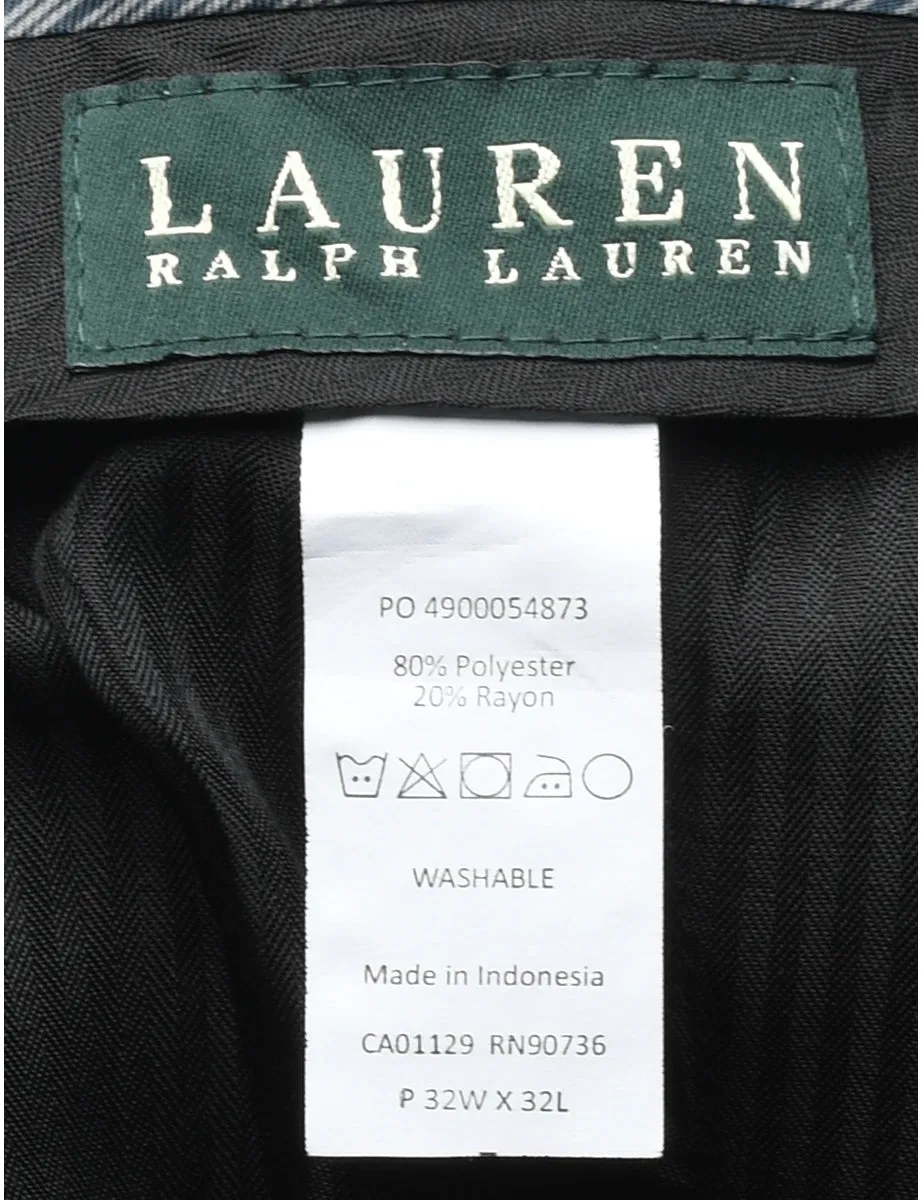 LAUREN
RALPH LAUREN
PO 4900054873
80% Polyester
20% Rayon
WASHABLE
Made in Indonesia
CA01129 RN90736
P 32W X 32L